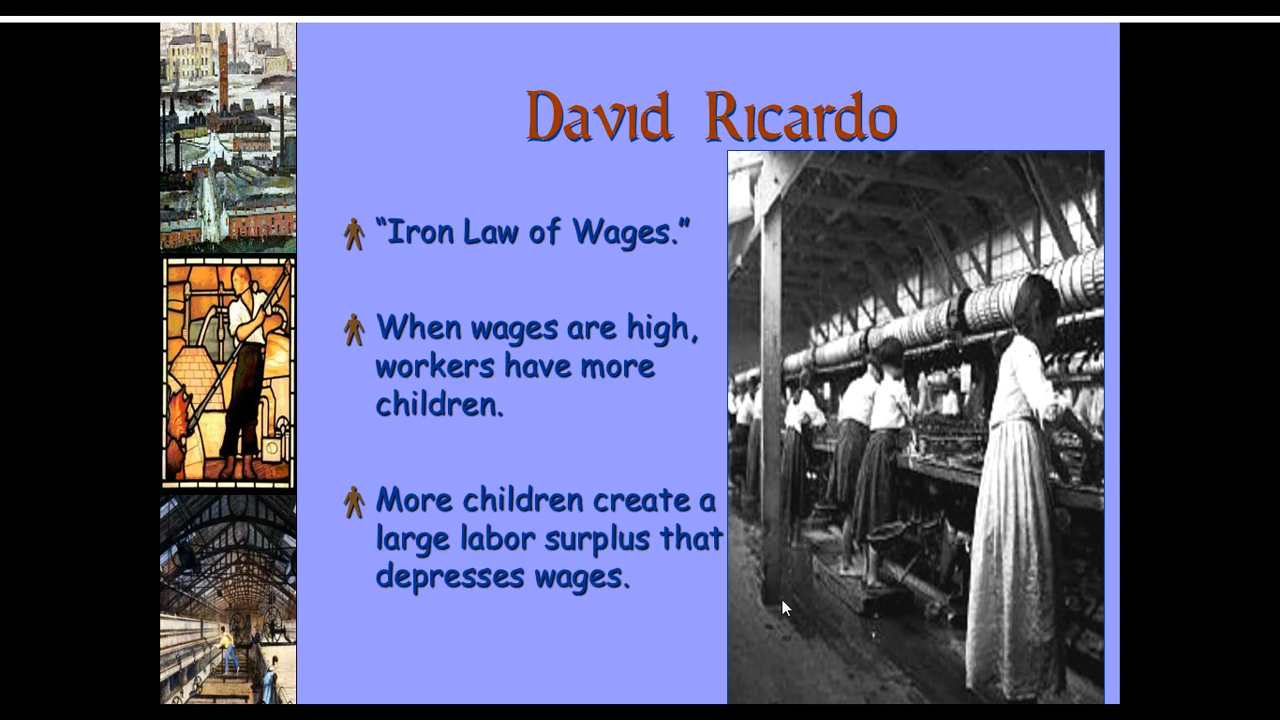 David Ricardo
“Iron Law of Wages.”
When wages are high,
workers have more
children.
More children create a
large labor surplus that
depresses wages.